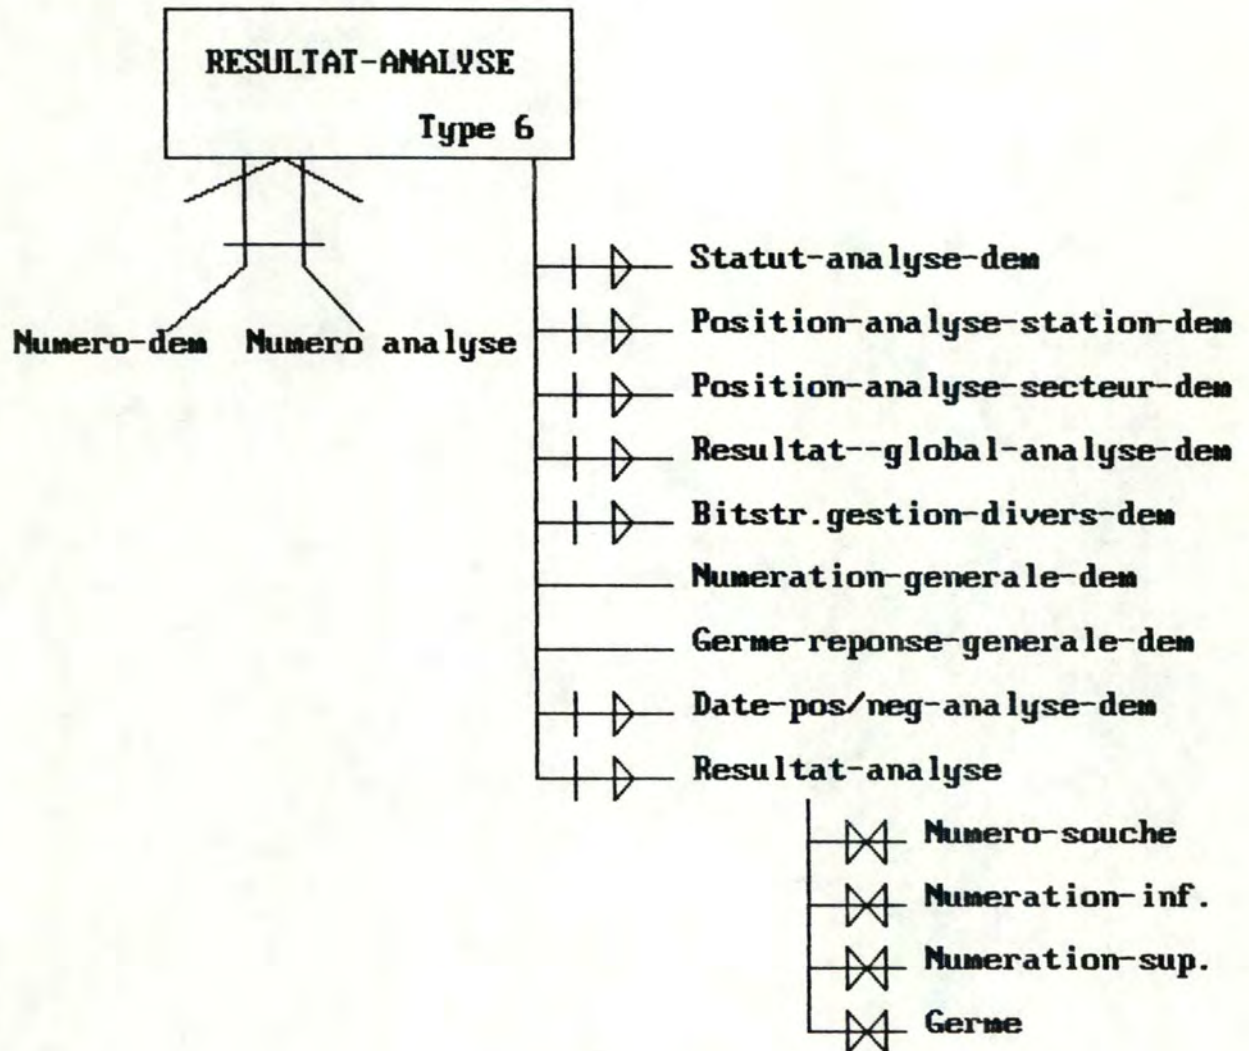 RESULTAT-ANALYSE
Type 6
Numero-dem Numero analyse
Statut-analyse-dem
Position-analyse-station-dem
Position-analyse-secteur-dem
Resultat--global-analyse-dem
Bitstr.gestion-divers-dem
Numeration-generale-dem
Germe-reponse-generale-dem
Date-pos/neg-analyse-dem
Resultat-analyse
Numero-souche
Numeration-inf.
Numeration-sup.
Germe